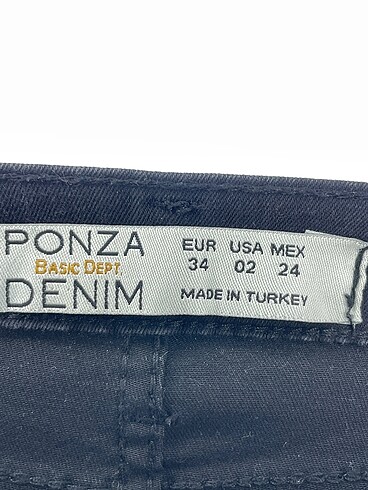 PONZA
BASIC DEPT
DENIM
EUR USA MEX
34 02 24
MADE IN TURKEY